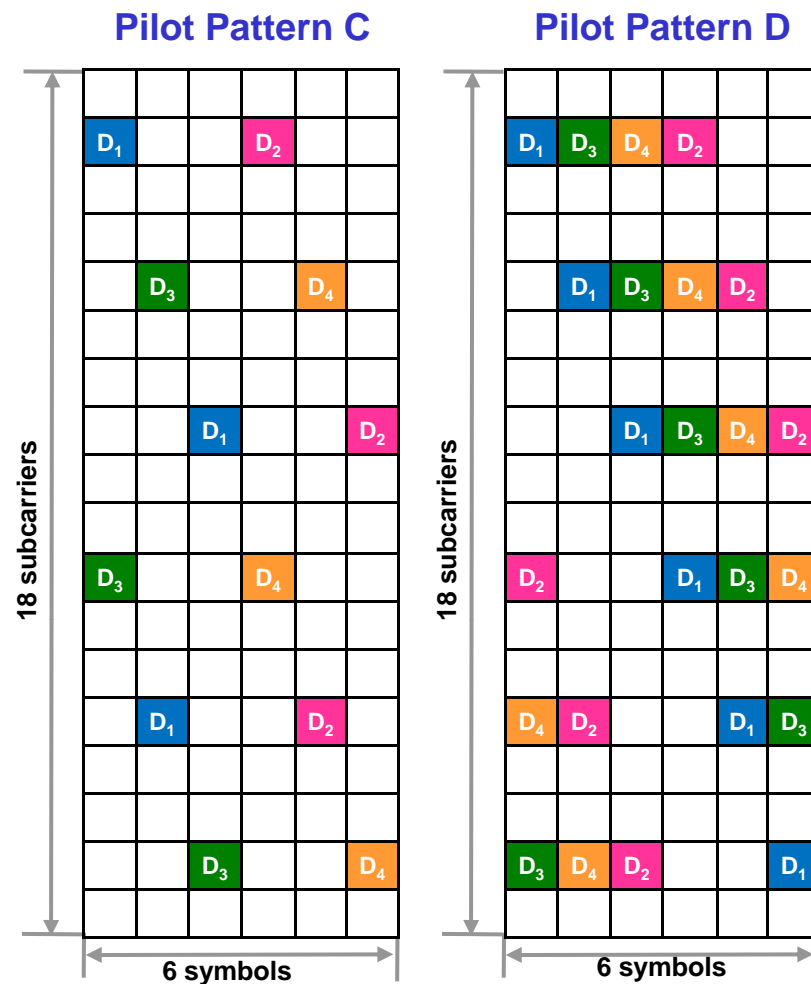 Pilot Pattern C
Pilot Pattern D
18 subcarriers
D1 D2
D3 D4
D1 D2
D3 D4
D1 D2
D3 D4
6 symbols
18 subcarriers
D1 D3 D4 D2
D1 D3 D4 D2
D1 D3 D4 D2
D2 D1 D3 D4
D4 D2 D1 D3
D3 D4 D2 D1
6 symbols